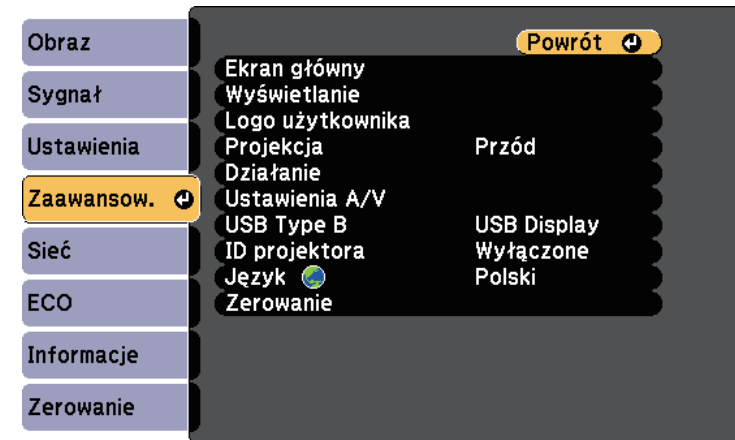 Obraz
Sygnał
Ustawienia
Zaawansow.
Sieć
ECO
Informacje
Zerowanie
Powrót
Ekran główny
Wyświetlanie
Logo użytkownika
Projekcja Przód
Działanie
Ustawienia A/V
USB Type B USB Display
ID projektora Wyłączone
Język Polski
Zerowanie